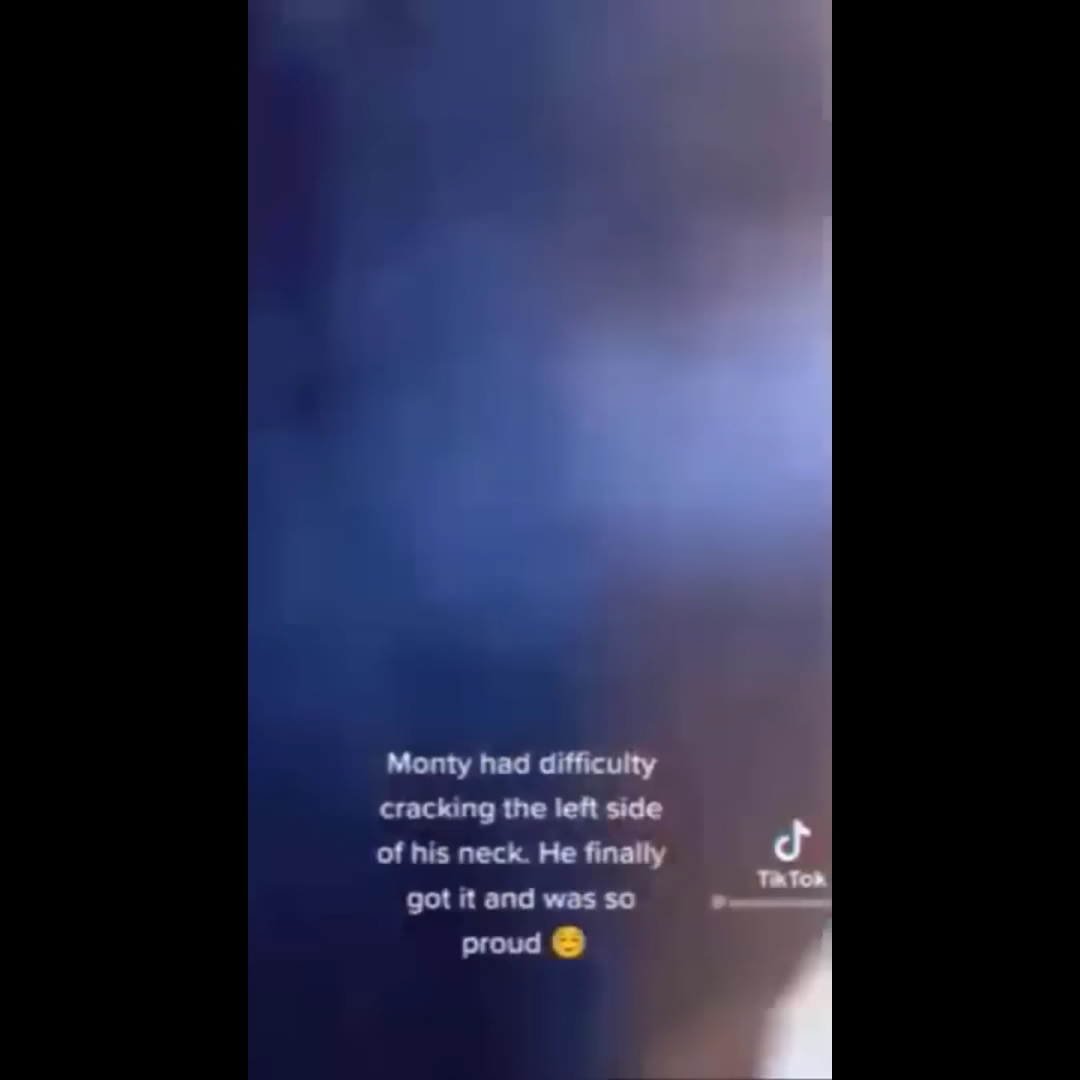 Monty had difficulty
cracking the left side
of his neck. He finally
got it and was so
proud 😌
TikTok